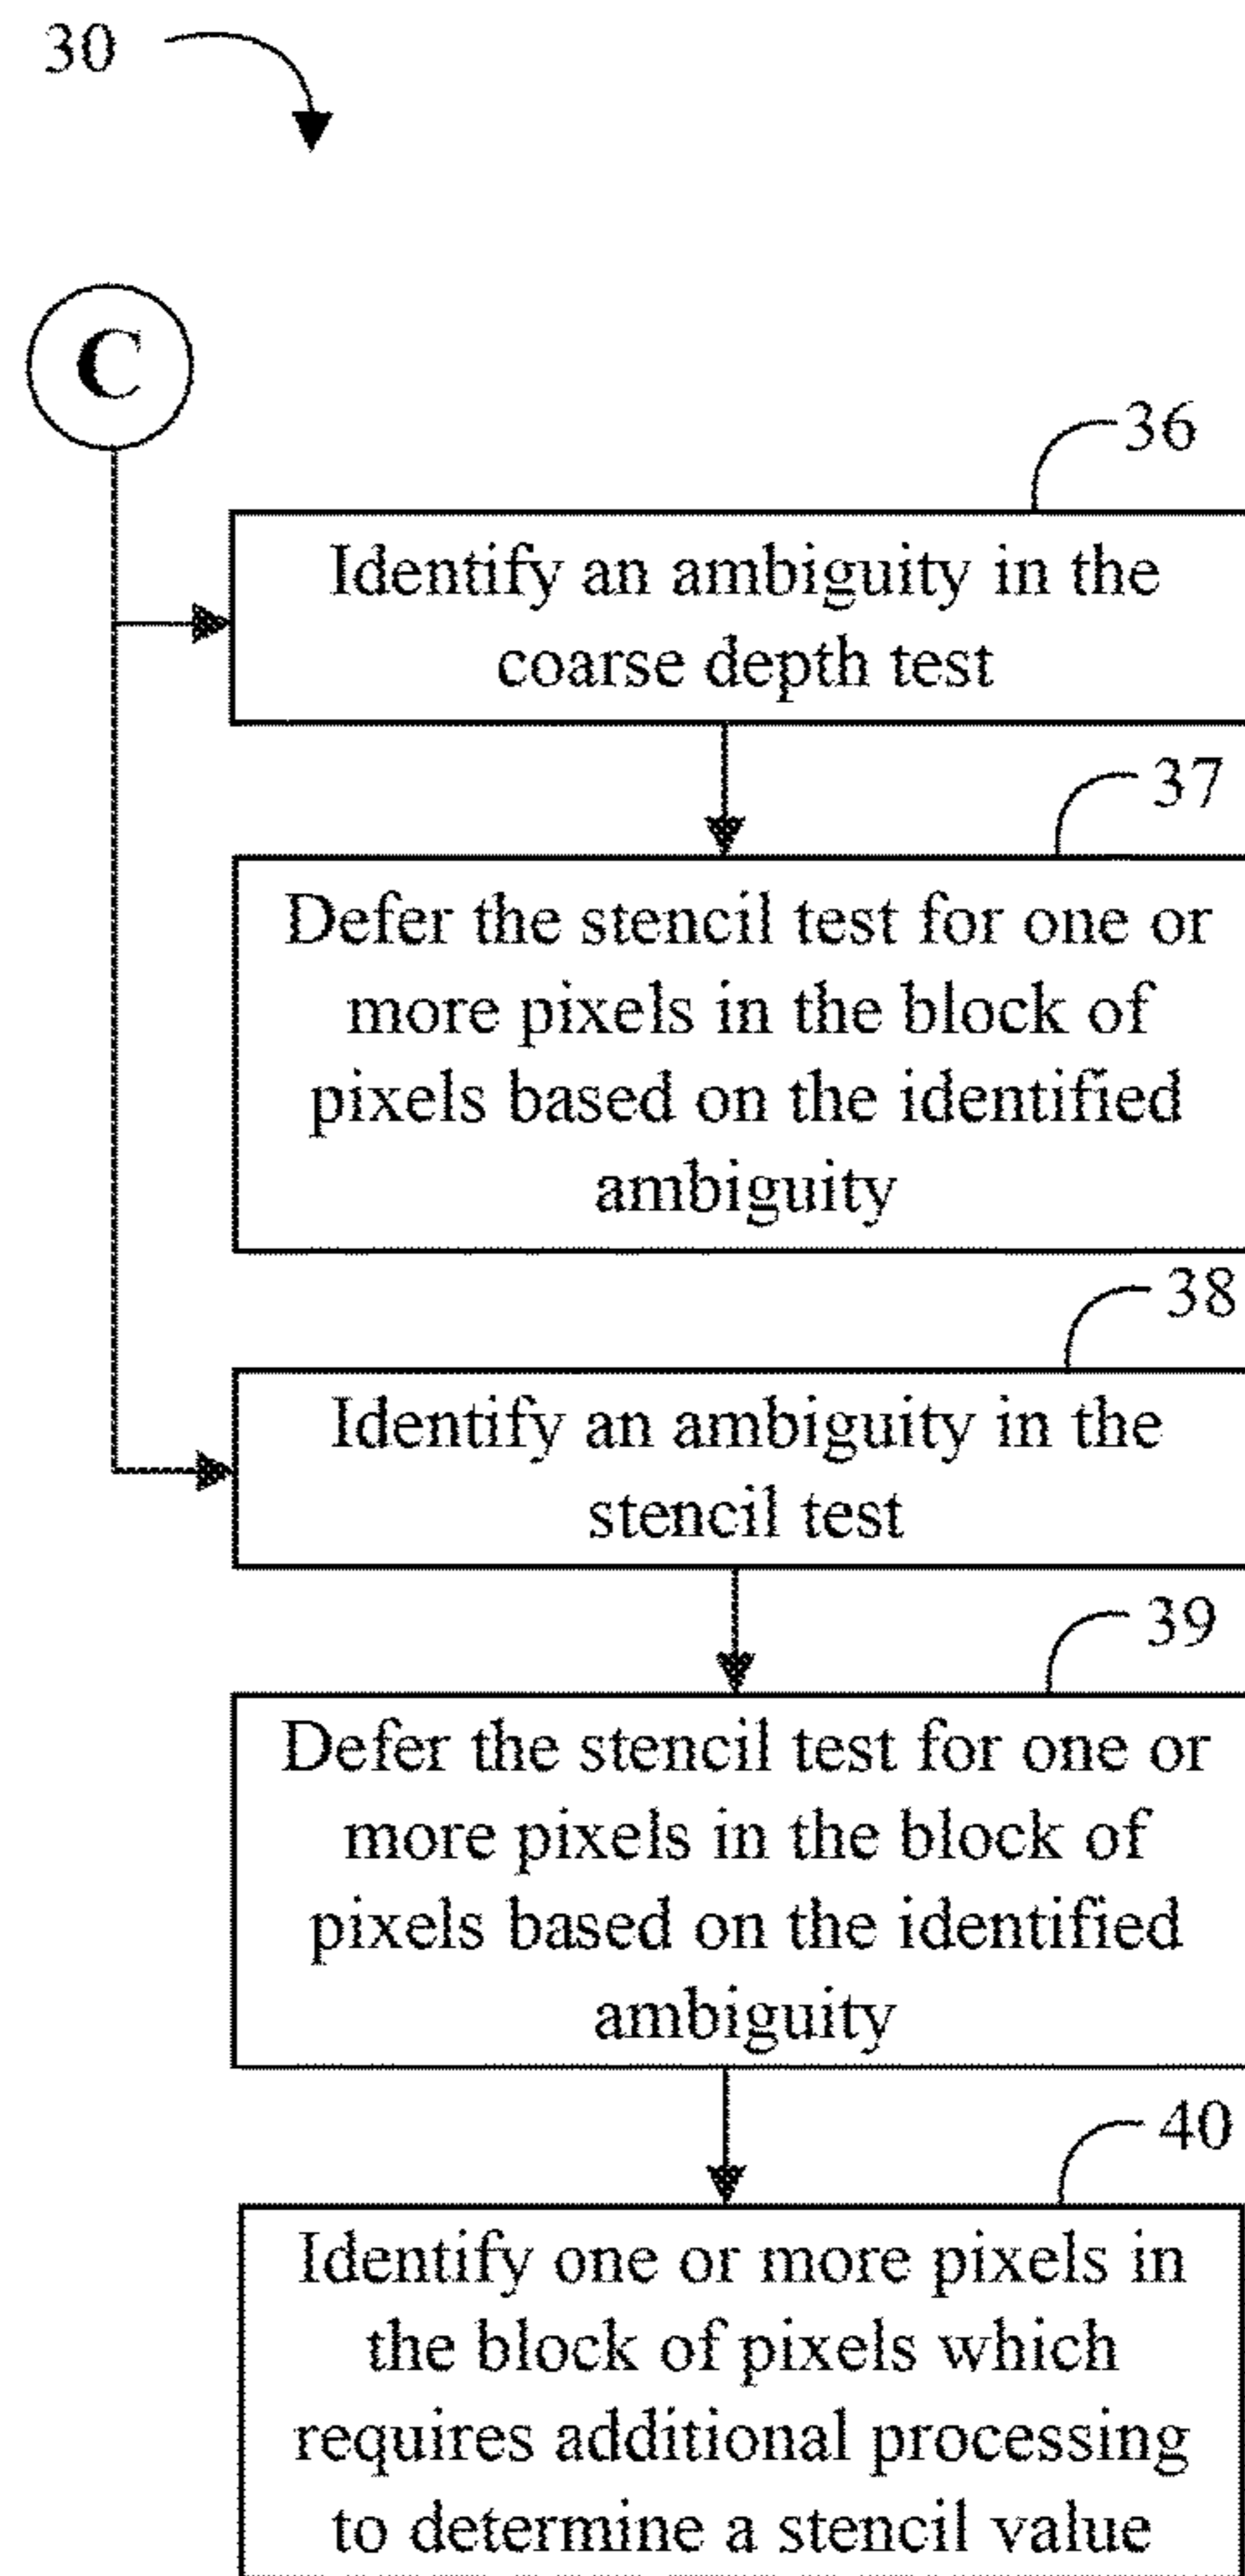 30
C
36
Identify an ambiguity in the
coarse depth test
37
Defer the stencil test for one or
more pixels in the block of
pixels based on the identified
ambiguity
38
Identify an ambiguity in the
stencil test
39
Defer the stencil test for one or
more pixels in the block of
pixels based on the identified
ambiguity
40
Identify one or more pixels in
the block of pixels which
requires additional processing
to determine a stencil value